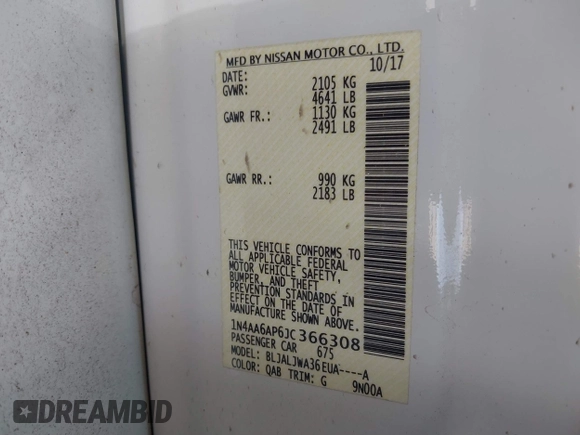 MFD BY NISSAN MOTOR CO., LTD.
DATE: 10/17
GVWR: 2105 KG
4641 LB
GAWR FR.: 1130 KG
2491 LB
GAWR RR.: 990 KG
2183 LB
THIS VEHICLE CONFORMS TO
ALL APPLICABLE FEDERAL
MOTOR VEHICLE SAFETY,
BUMPER, AND THEFT
PREVENTION STANDARDS IN
EFFECT ON THE DATE OF
MANUFACTURE SHOWN ABOVE.
1N4AA6AP6JC366308
PASSENGER CAR 675
MODEL: BLJALJWA36EUA----A
COLOR: QAB TRIM: G 9N00A
DREAMBID